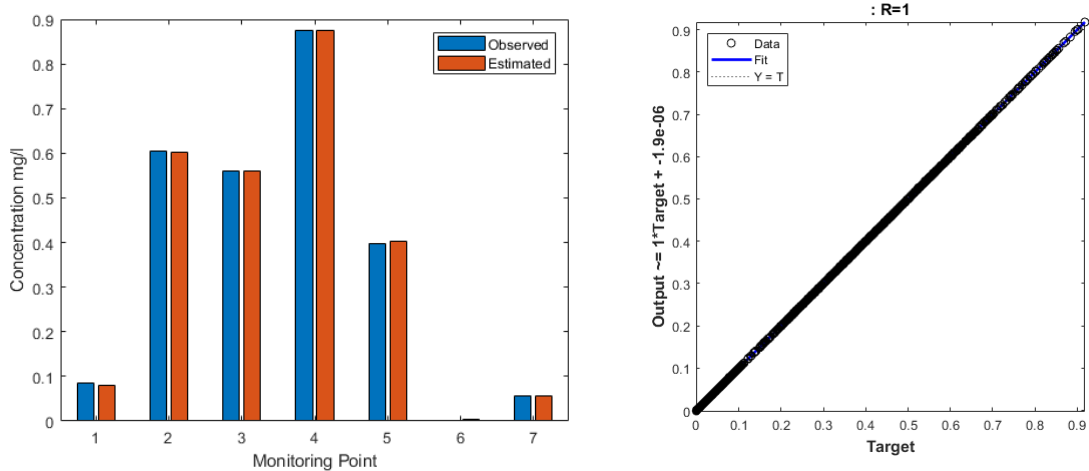 0.9
0.8
0.7
0.6
0.5
0.4
0.3
0.2
0.1
0
1 2 3 4 5 6 7
Concentration mg/l
Monitoring Point
Observed
Estimated
: R=1
Data
Fit
Y = T
0.9
0.8
0.7
0.6
0.5
0.4
0.3
0.2
0.1
0
0 0.1 0.2 0.3 0.4 0.5 0.6 0.7 0.8 0.9
Output ~= 1*Target + -1.9e-06
Target